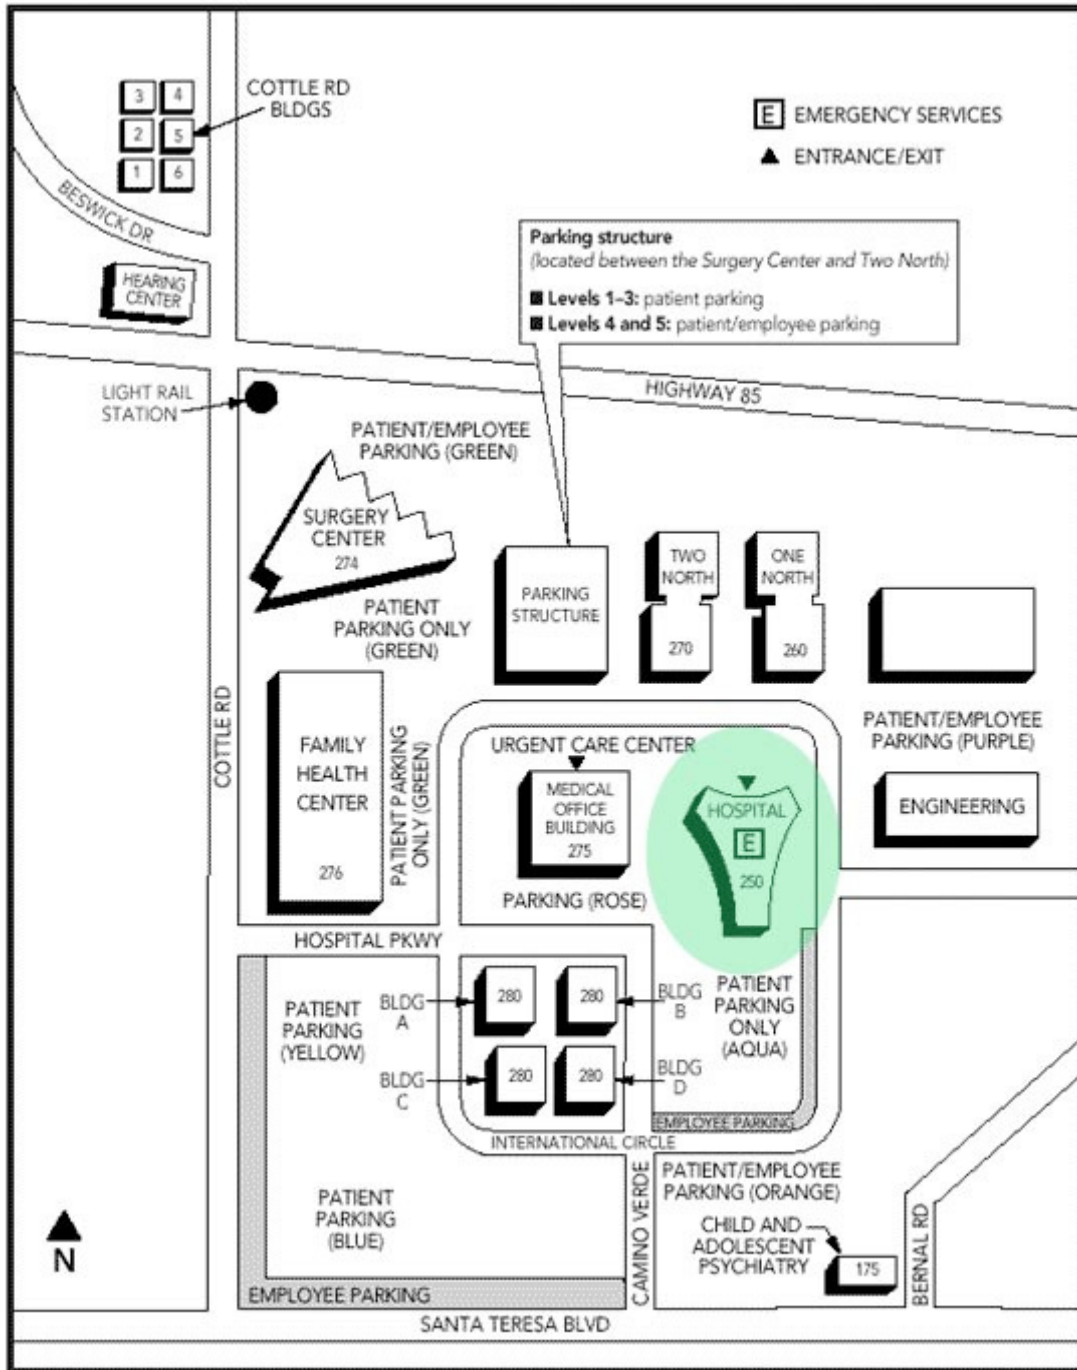 3 4
2 5
1 6
COTTLE RD
BLDGS
E EMERGENCY SERVICES
▲ ENTRANCE/EXIT
BESWICK DR
HEARING
CENTER
Parking structure
(located between the Surgery Center and Two North)
■ Levels 1–3: patient parking
■ Levels 4 and 5: patient/employee parking
LIGHT RAIL
STATION
HIGHWAY 85
PATIENT/EMPLOYEE
PARKING (GREEN)
SURGERY
CENTER
274
PATIENT
PARKING ONLY
(GREEN)
PARKING
STRUCTURE
TWO
NORTH
270
ONE
NORTH
260
COTTLE RD
FAMILY
HEALTH
CENTER
276
PATIENT PARKING
ONLY (GREEN)
URGENT CARE CENTER
MEDICAL
OFFICE
BUILDING
275
PARKING (ROSE)
HOSPITAL
E
250
PATIENT/EMPLOYEE
PARKING (PURPLE)
ENGINEERING
HOSPITAL PKWY
PATIENT
PARKING
(YELLOW)
BLDG
A
280
280
BLDG
B
PATIENT
PARKING
ONLY
(AQUA)
BLDG
C
280
280
BLDG
D
EMPLOYEE PARKING
INTERNATIONAL CIRCLE
PATIENT
PARKING
(BLUE)
CAMINO VERDE
PATIENT/EMPLOYEE
PARKING (ORANGE)
CHILD AND
ADOLESCENT
PSYCHIATRY
175
BERNAL RD
N
EMPLOYEE PARKING
SANTA TERESA BLVD